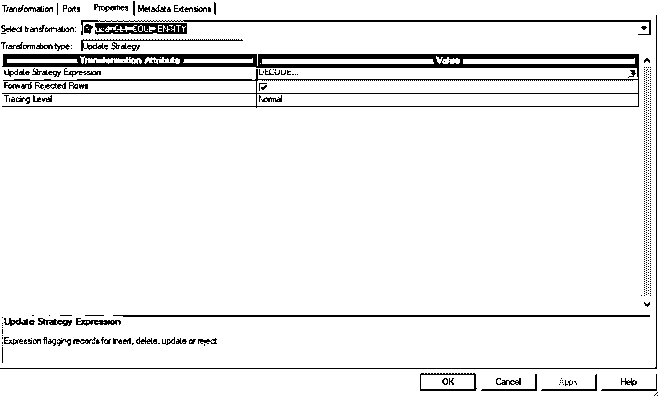 Transformation Ports Properties Metadata Extensions
Select transformation:
Transformation type: Update Strategy
Transformation Attribute Value
Update Strategy Expression DECODE...
Forward Rejected Rows
Tracing Level Normal
Update Strategy Expression
Expression flagging records for insert, delete, update or reject
OK Cancel Apply Help